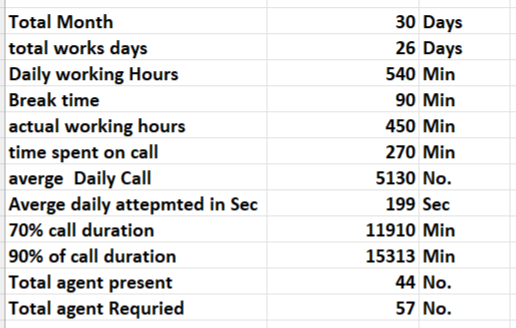 Total Month 30 Days
total works days 26 Days
Daily working Hours 540 Min
Break time 90 Min
actual working hours 450 Min
time spent on call 270 Min
averge Daily Call 5130 No.
Averge daily attepmted in Sec 199 Sec
70% call duration 11910 Min
90% of call duration 15313 Min
Total agent present 44 No.
Total agent Requried 57 No.